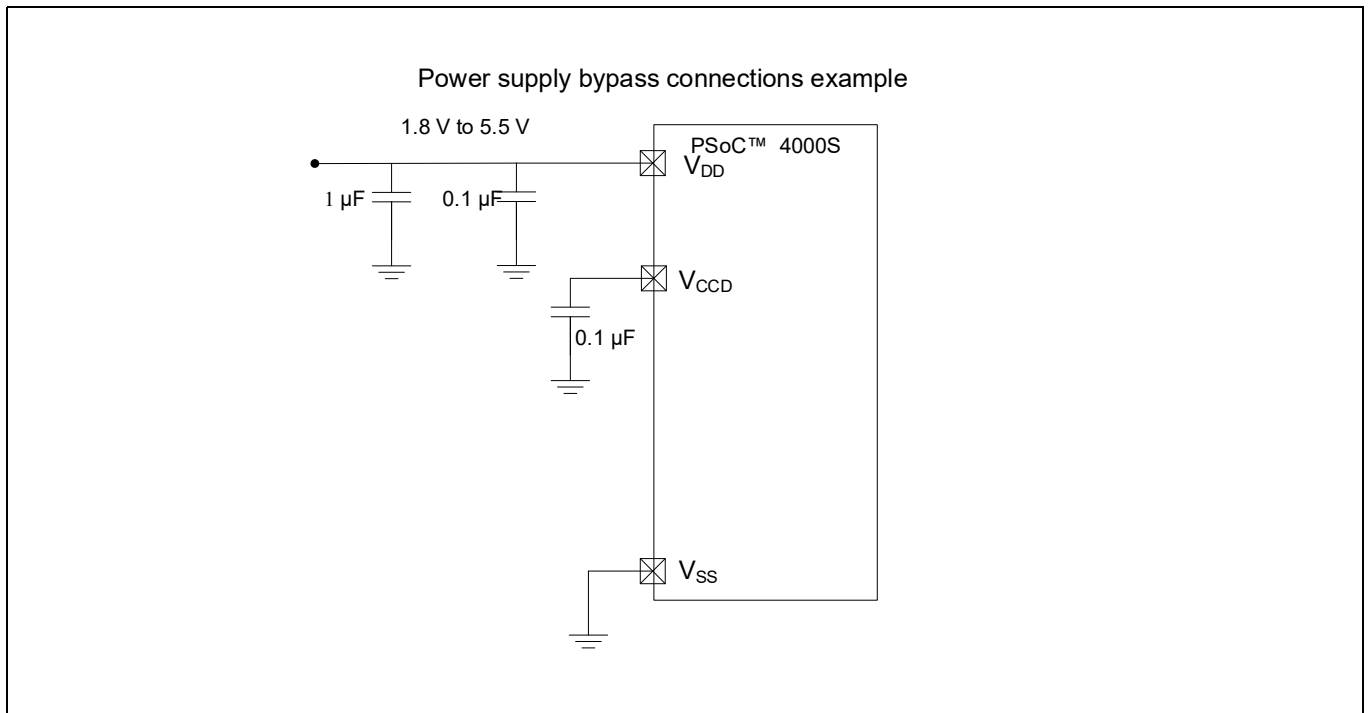 Power supply bypass connections example
1.8 V to 5.5 V
PSoC™ 4000S
VDD
1 µF
0.1 µF
VCCD
0.1 µF
VSS